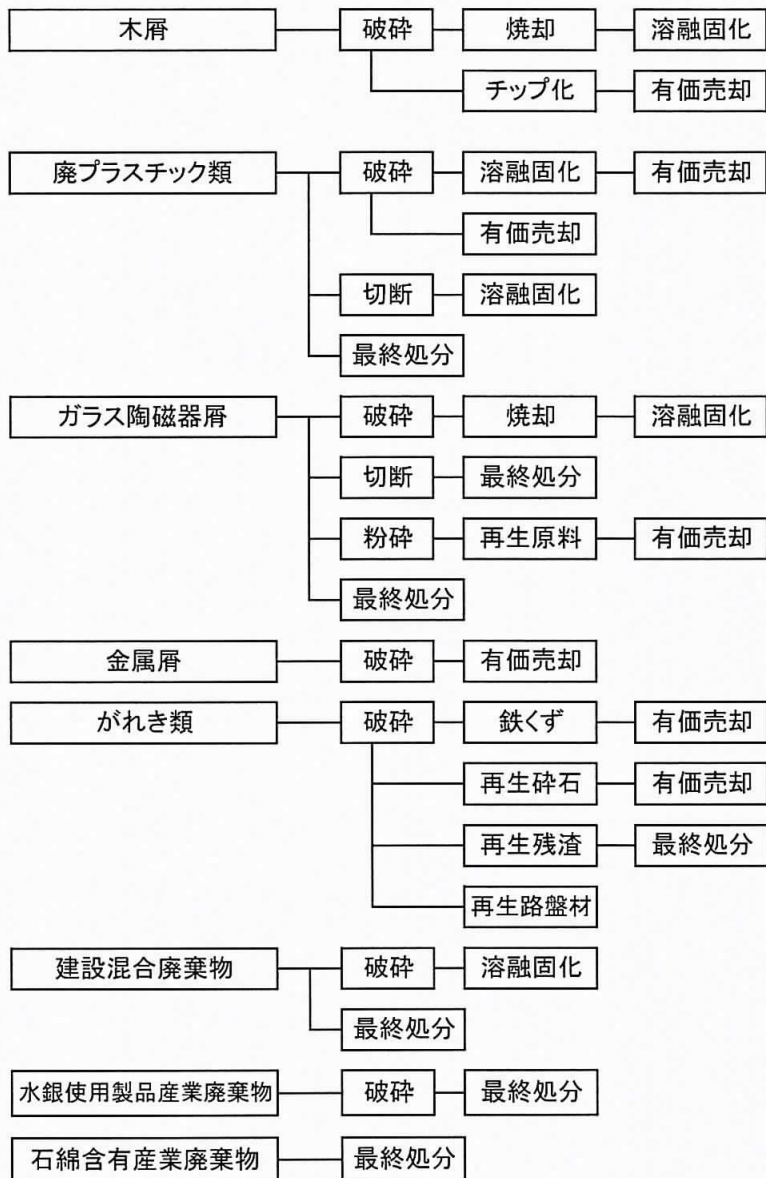 木屑 破砕 焼却 溶融固化
チップ化 有価売却
廃プラスチック類 破砕 溶融固化 有価売却
有価売却
切断 溶融固化
最終処分
ガラス陶磁器屑 破砕 焼却 溶融固化
切断 最終処分
粉砕 再生原料 有価売却
最終処分
金属屑 破砕 有価売却
がれき類 破砕 鉄くず 有価売却
再生砕石 有価売却
再生残渣 最終処分
再生路盤材
建設混合廃棄物 破砕 溶融固化
最終処分
水銀使用製品産業廃棄物 破砕 最終処分
石綿含有産業廃棄物 最終処分